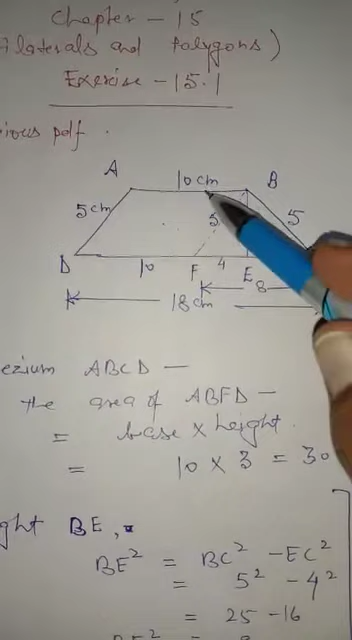 Chapter - 15
ilaterals and Polygons)
Exercise - 15.1
ious pdf.
A 10 cm B
5cm 5 5
D 10 F 4 E
8
18 cm
ezium ABCD —
the area of ABFD —
= base × height.
= 10 × 3 = 30
ght BE,
BE² = BC² - EC²
= 5² - 4²
= 25 - 16